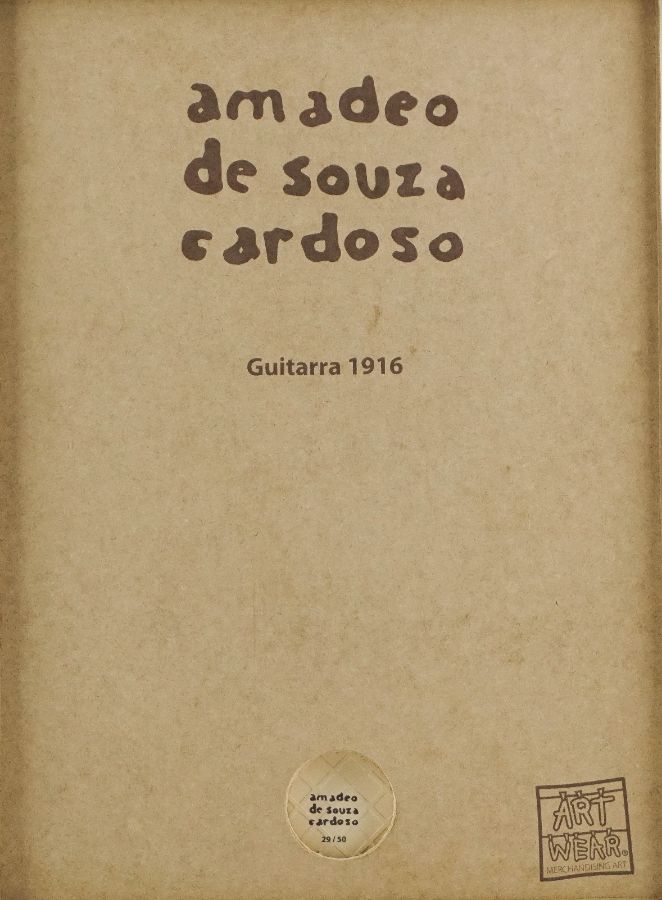 amadeo
de souza
cardoso
Guitarra 1916
amadeo
de souza
cardoso
29 / 50
ART
WEAR®
MERCHANDISING ART